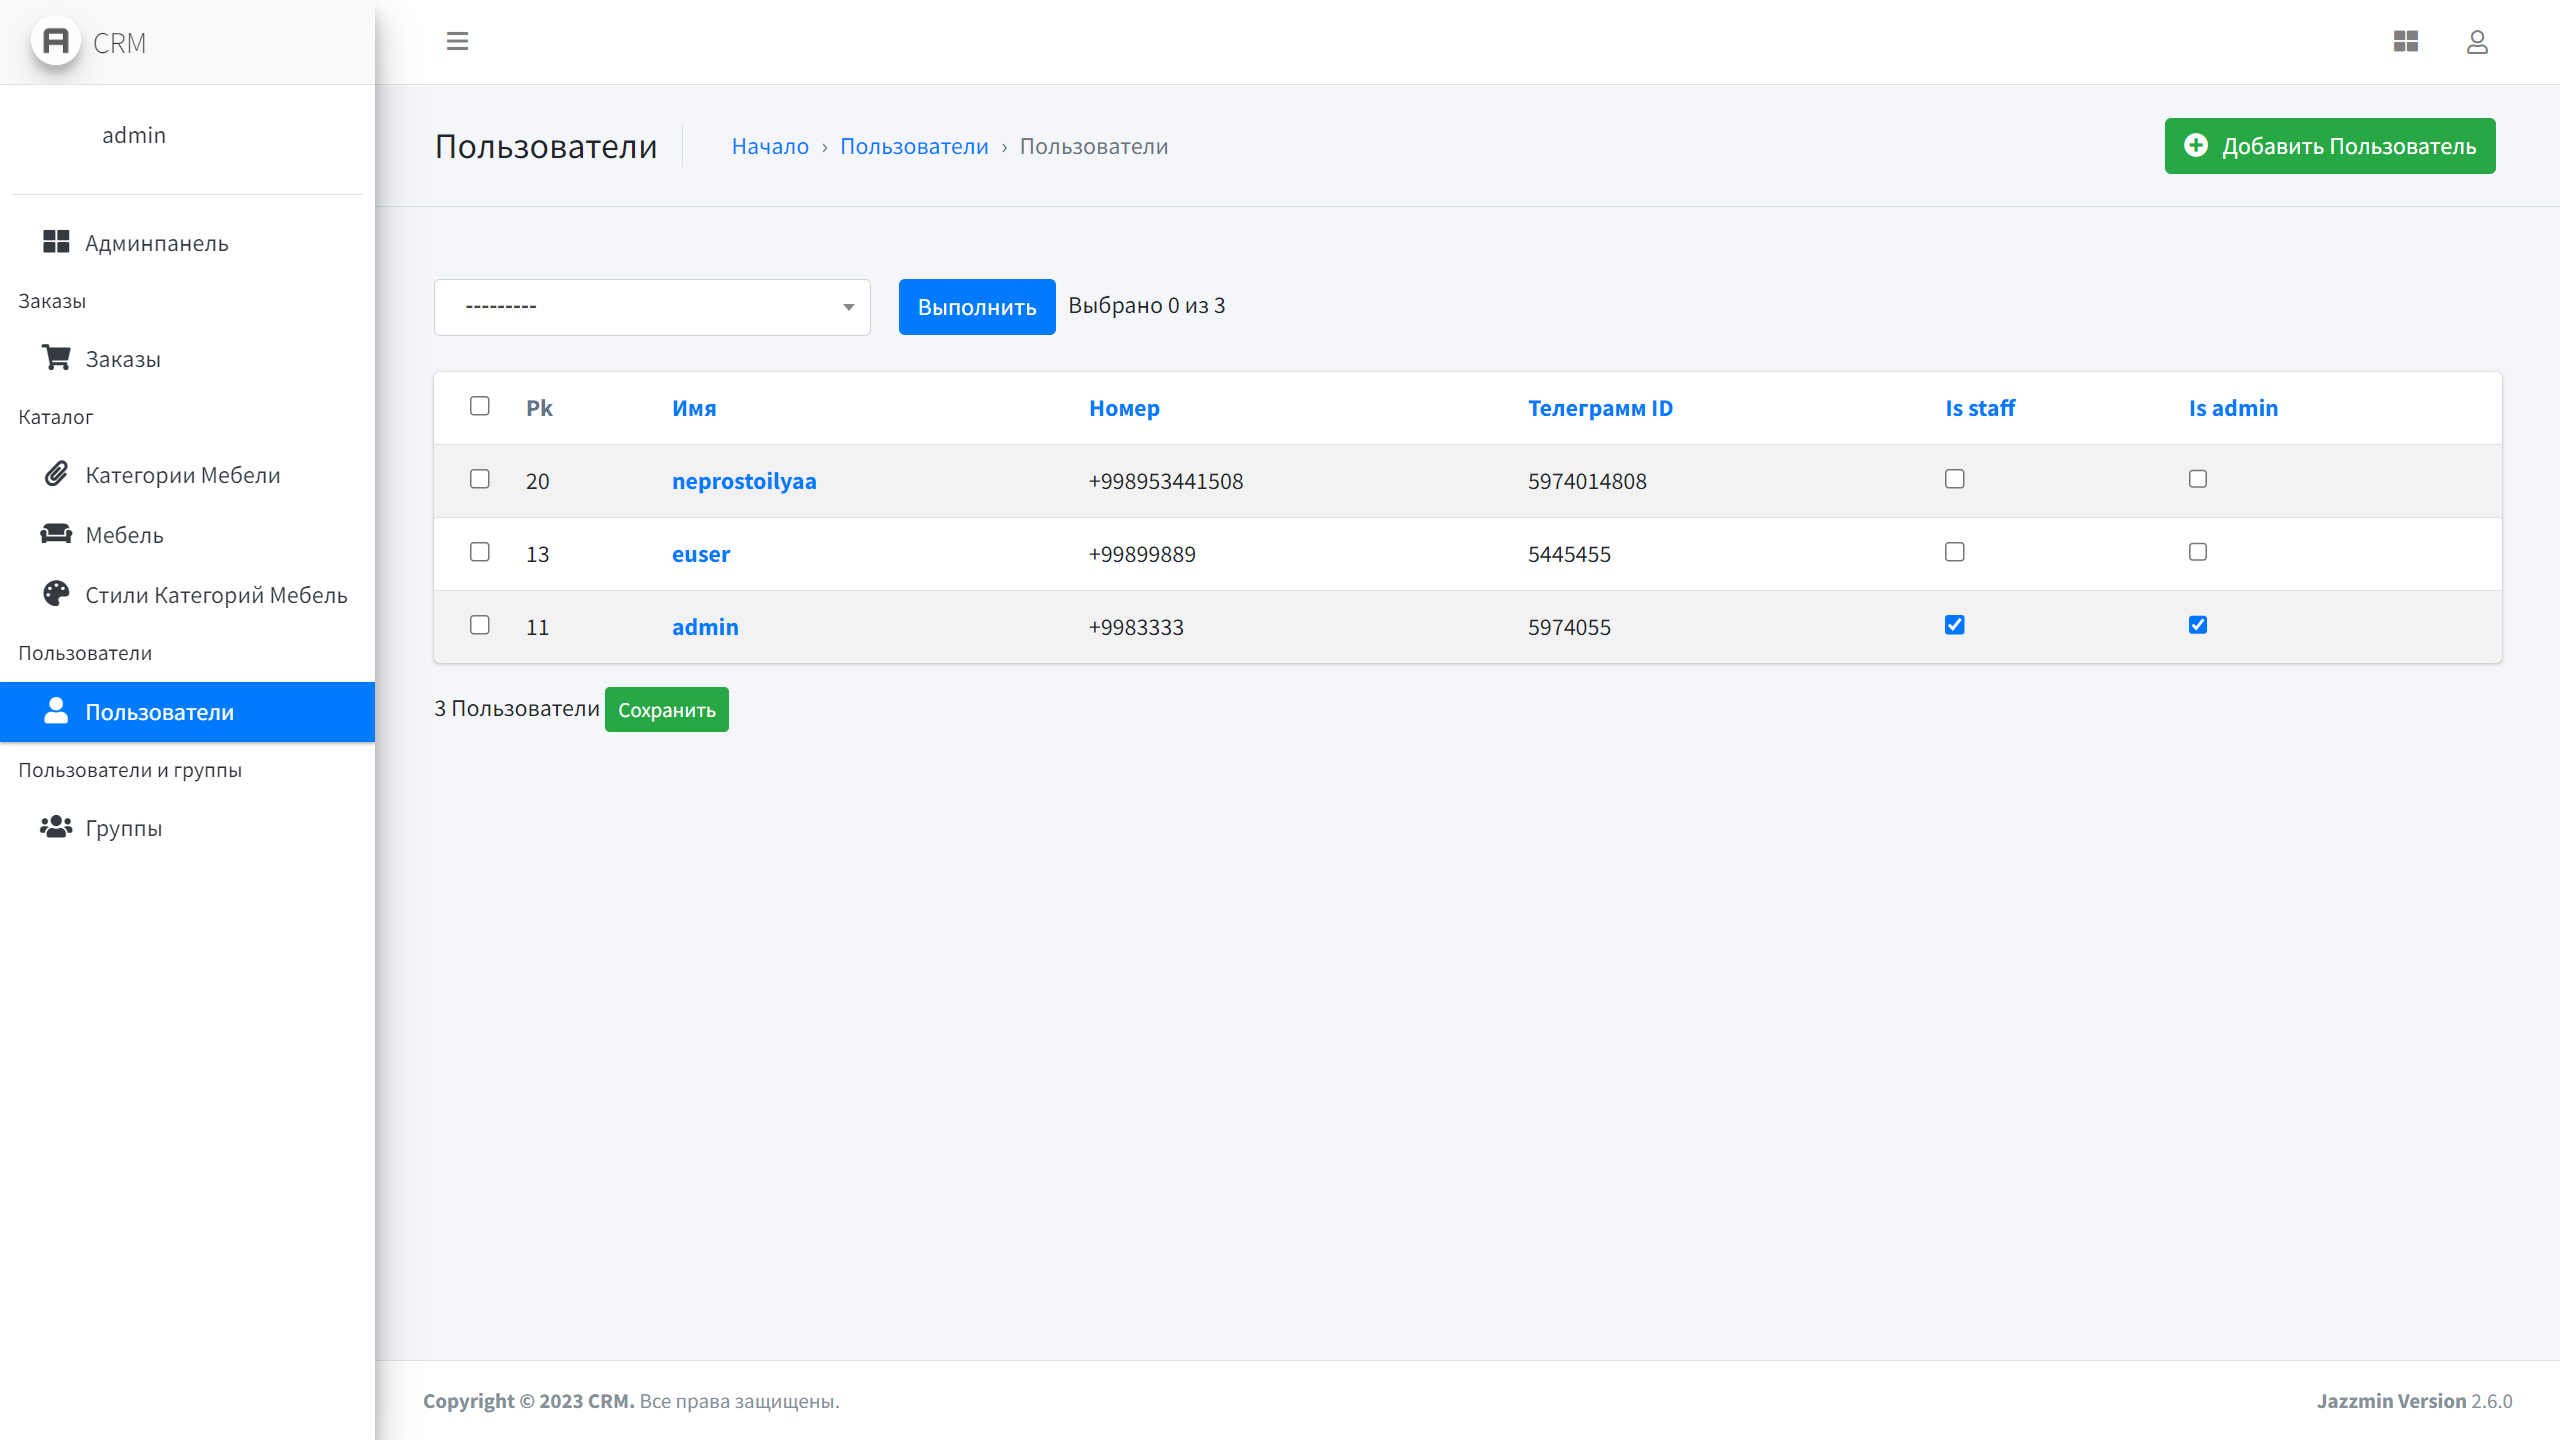 CRM
admin
Админпанель
Заказы
Заказы
Каталог
Категории Мебели
Мебель
Стили Категорий Мебель
Пользователи
Пользователи
Пользователи и группы
Группы
Пользователи
Начало › Пользователи › Пользователи
Добавить Пользователь
---------
Выполнить Выбрано 0 из 3
Pk Имя Номер Телеграмм ID Is staff Is admin
20 neprostoilyaa +998953441508 5974014808
13 euser +99899889 5445455
11 admin +9983333 5974055
3 Пользователи Сохранить
Copyright © 2023 CRM. Все права защищены.
Jazzmin Version 2.6.0